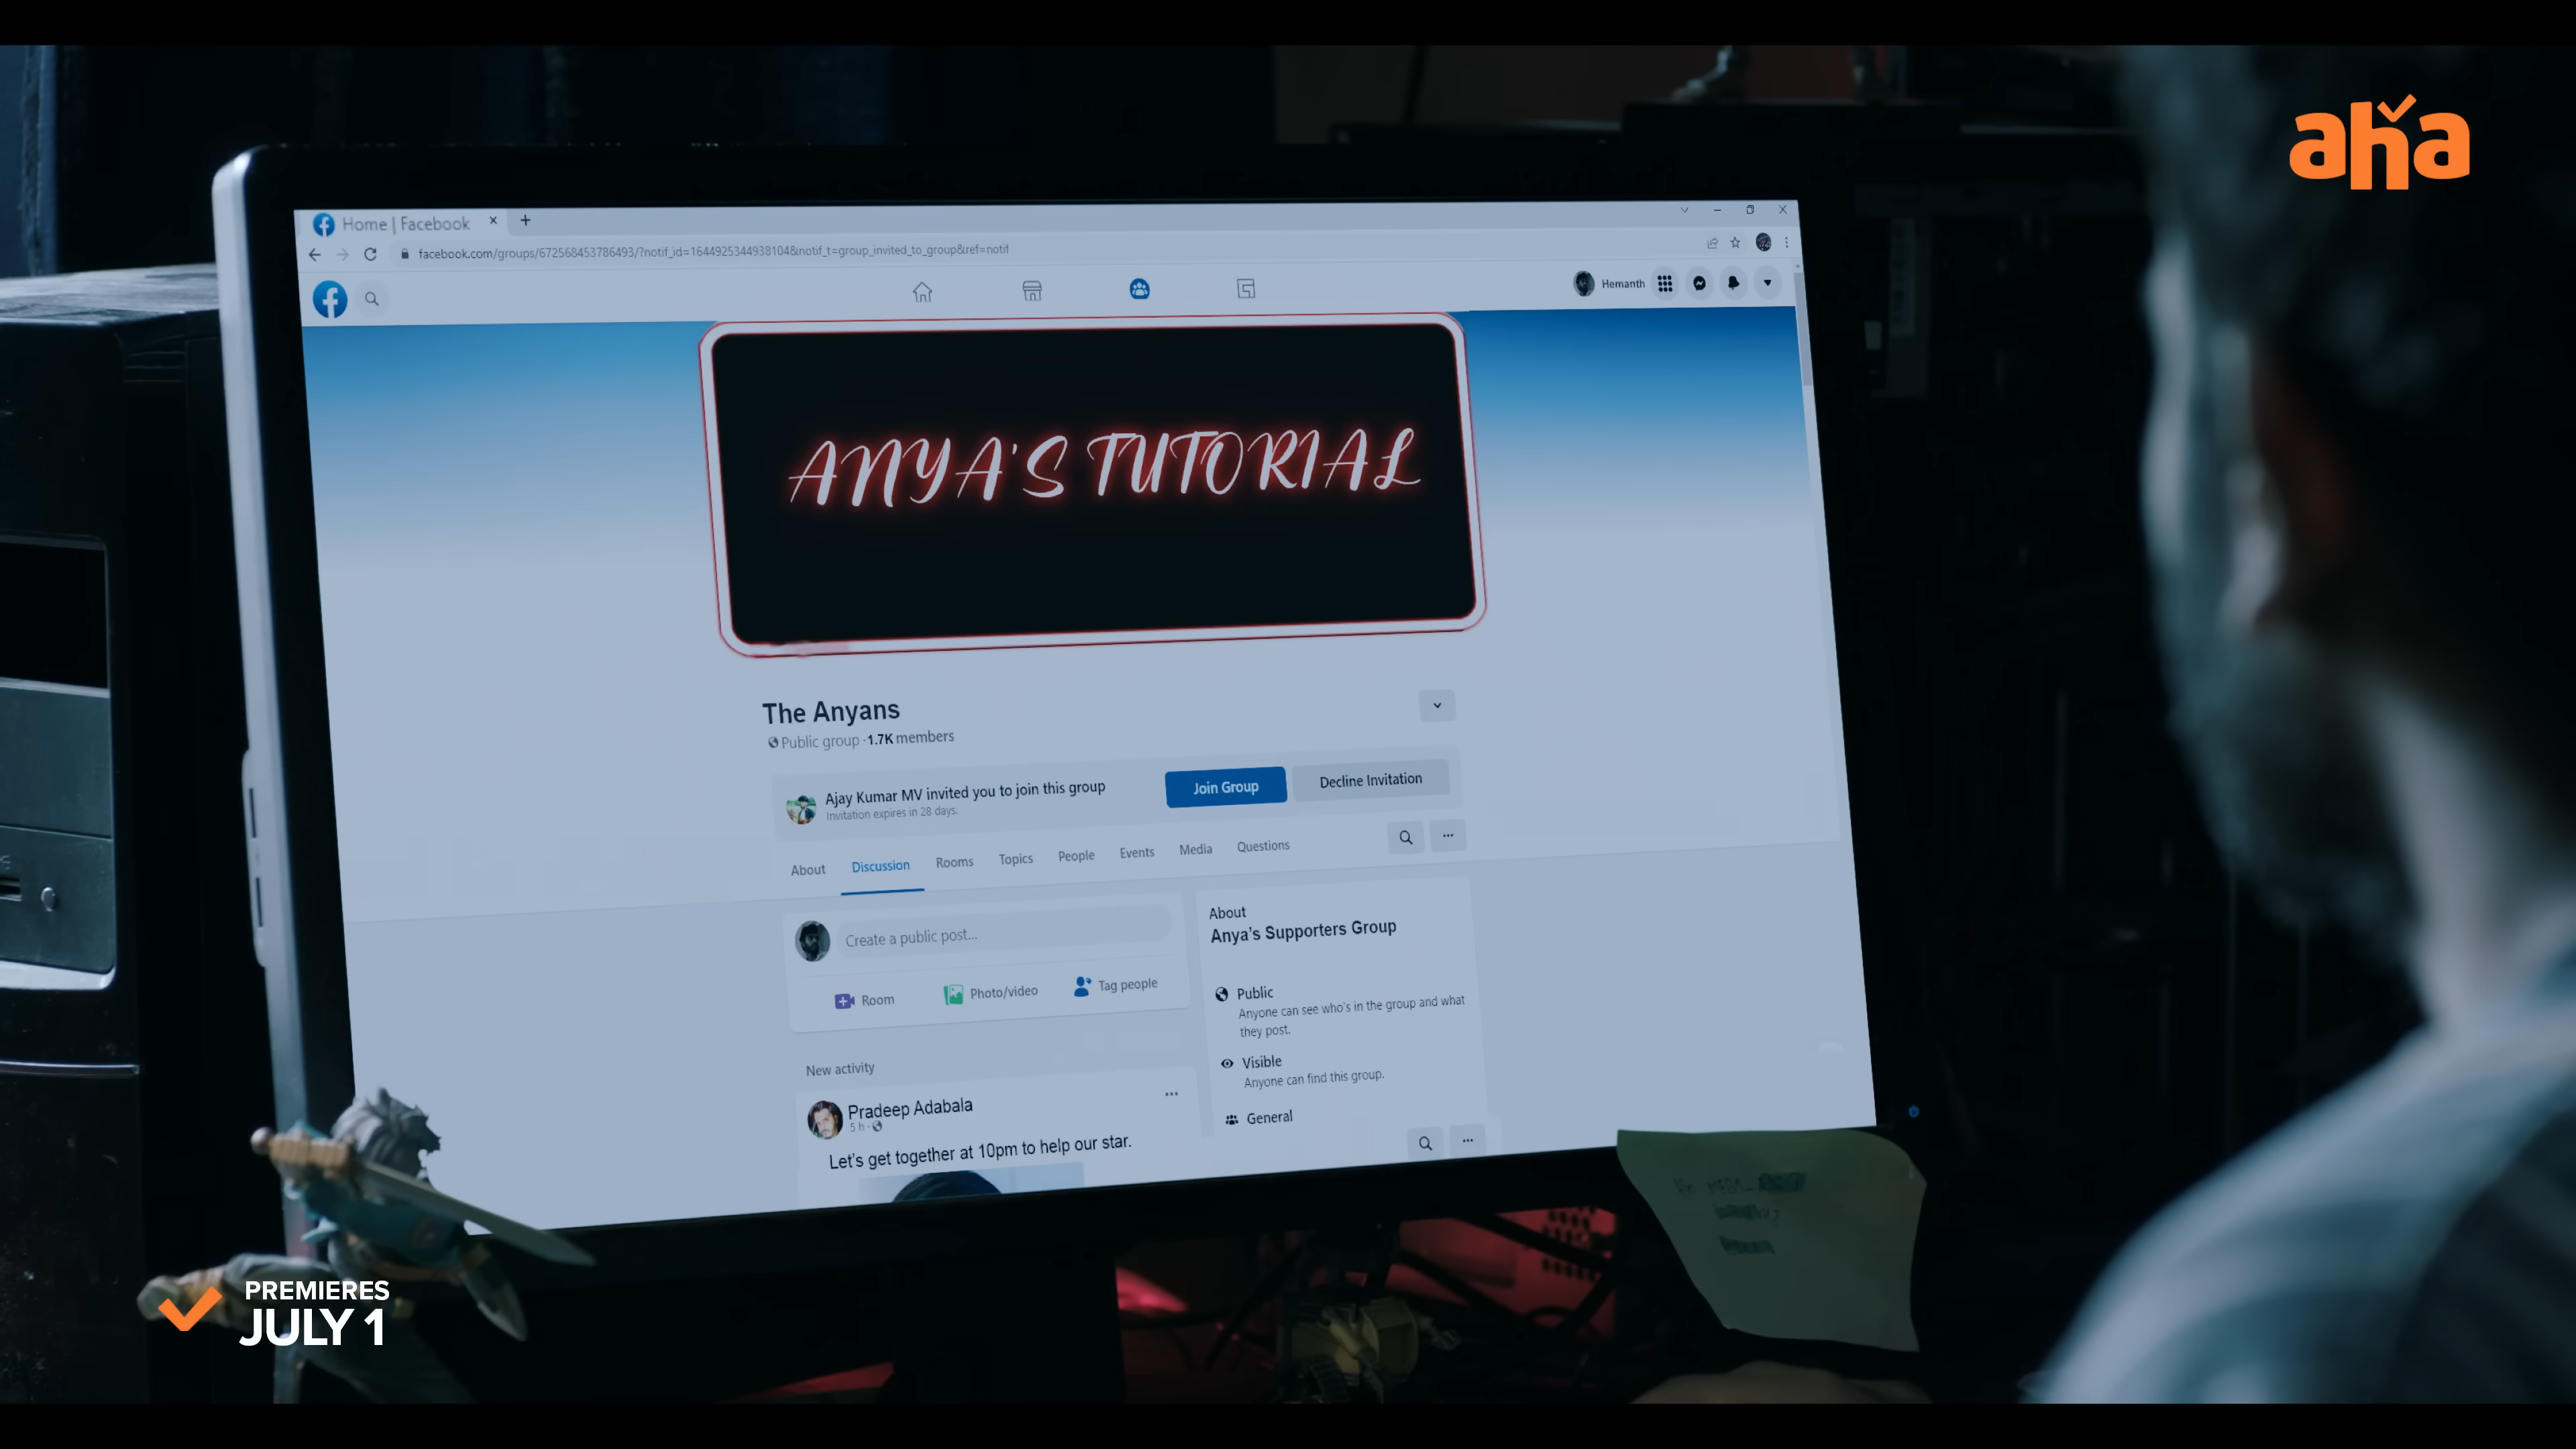 aha
Home | Facebook
facebook.com/groups/672568453786493/?notif_id=1644925344938104&notif_t=group_invited_to_group&ref=notif
Hemanth
ANYA'S TUTORIAL
The Anyans
Public group · 1.7K members
Ajay Kumar MV invited you to join this group
Invitation expires in 28 days.
Join Group
Decline Invitation
About Discussion Rooms Topics People Events Media Questions
Create a public post...
Room Photo/video Tag people
About
Anya's Supporters Group
Public
Anyone can see who's in the group and what
they post.
Visible
Anyone can find this group.
General
New activity
Pradeep Adabala
5 h
Let's get together at 10pm to help our star.
PREMIERES
JULY 1